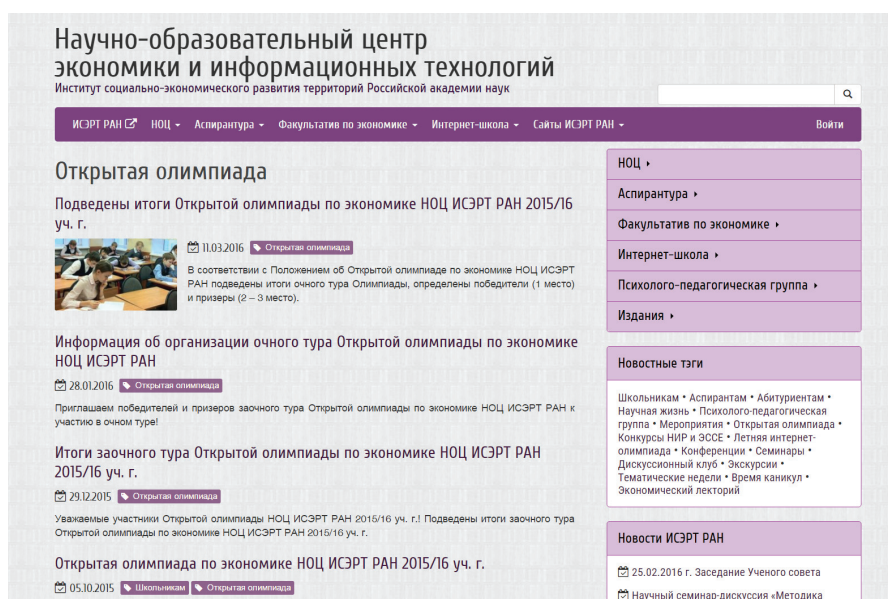 Научно-образовательный центр
экономики и информационных технологий
Институт социально-экономического развития территорий Российской академии наук
ИСЭРТ РАН НОЦ Аспирантура Факультатив по экономике Интернет-школа Сайты ИСЭРТ РАН Войти
Открытая олимпиада
Подведены итоги Открытой олимпиады по экономике НОЦ ИСЭРТ РАН 2015/16
уч. г.
11.03.2016 Открытая олимпиада
В соответствии с Положением об Открытой олимпиаде по экономике НОЦ ИСЭРТ
РАН подведены итоги очного тура Олимпиады, определены победители (1 место)
и призеры (2 – 3 место).
Информация об организации очного тура Открытой олимпиады по экономике
НОЦ ИСЭРТ РАН
28.01.2016 Открытая олимпиада
Приглашаем победителей и призеров заочного тура Открытой олимпиады по экономике НОЦ ИСЭРТ РАН к
участию в очном туре!
Итоги заочного тура Открытой олимпиады по экономике НОЦ ИСЭРТ РАН
2015/16 уч. г.
29.12.2015 Открытая олимпиада
Уважаемые участники Открытой олимпиады НОЦ ИСЭРТ РАН 2015/16 уч. г.! Подведены итоги заочного тура
Открытой олимпиады по экономике НОЦ ИСЭРТ РАН 2015/16 уч. г.
Открытая олимпиада по экономике НОЦ ИСЭРТ РАН 2015/16 уч. г.
05.10.2015 Школьникам Открытая олимпиада
НОЦ
Аспирантура
Факультатив по экономике
Интернет-школа
Психолого-педагогическая группа
Издания
Новостные тэги
Школьникам • Аспирантам • Абитуриентам •
Научная жизнь • Психолого-педагогическая
группа • Мероприятия • Открытая олимпиада •
Конкурсы НИР и ЭССЕ • Летняя интернет-
олимпиада • Конференции • Семинары •
Дискуссионный клуб • Экскурсии •
Тематические недели • Время каникул •
Экономический лекторий
Новости ИСЭРТ РАН
25.02.2016 г. Заседание Ученого совета
Научный семинар-дискуссия «Методика